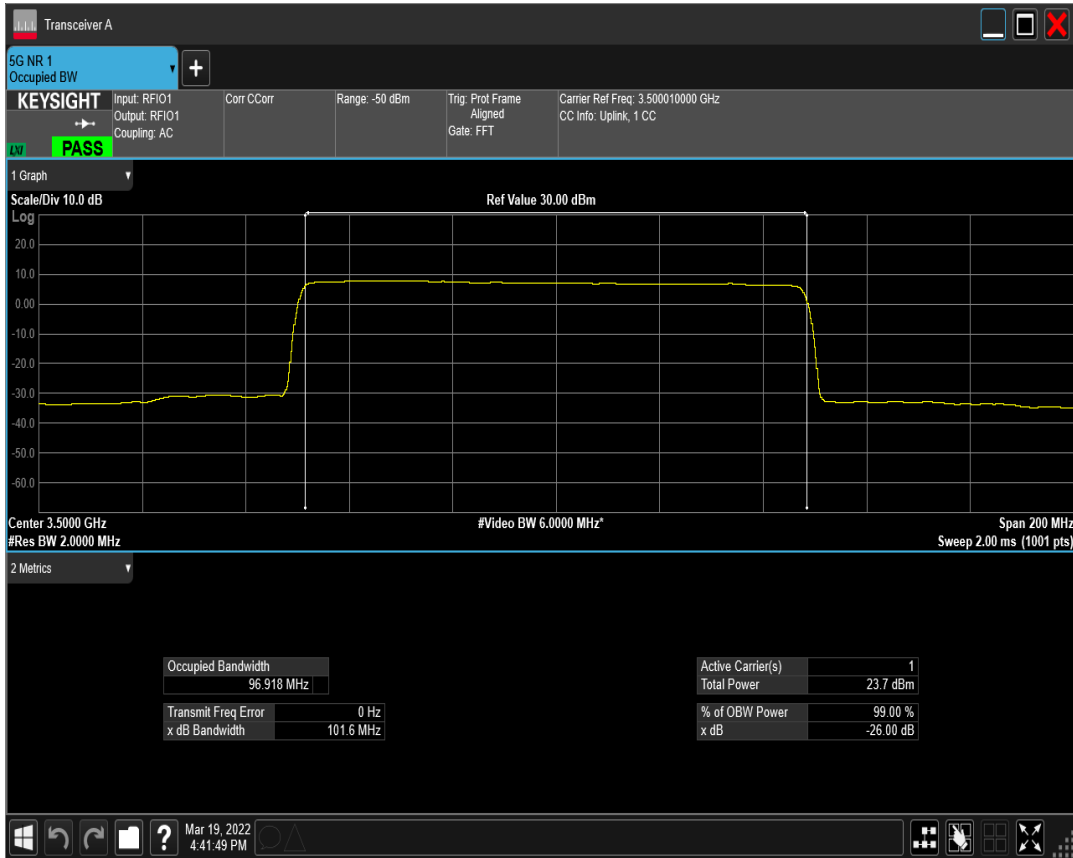 Transceiver A
5G NR 1
Occupied BW
+
KEYSIGHT
LXI
PASS
Input: RFIO1
Output: RFIO1
Coupling: AC
Corr CCorr
Range: -50 dBm
Trig: Prot Frame
Aligned
Gate: FFT
Carrier Ref Freq: 3.500010000 GHz
CC Info: Uplink, 1 CC
1 Graph
Scale/Div 10.0 dB
Ref Value 30.00 dBm
Log
20.0
10.0
0.00
-10.0
-20.0
-30.0
-40.0
-50.0
-60.0
Center 3.5000 GHz
#Video BW 6.0000 MHz*
Span 200 MHz
#Res BW 2.0000 MHz
Sweep 2.00 ms (1001 pts)
2 Metrics
Occupied Bandwidth
96.918 MHz
Transmit Freq Error 0 Hz
x dB Bandwidth 101.6 MHz
Active Carrier(s) 1
Total Power 23.7 dBm
% of OBW Power 99.00 %
x dB -26.00 dB
?
Mar 19, 2022
4:41:49 PM